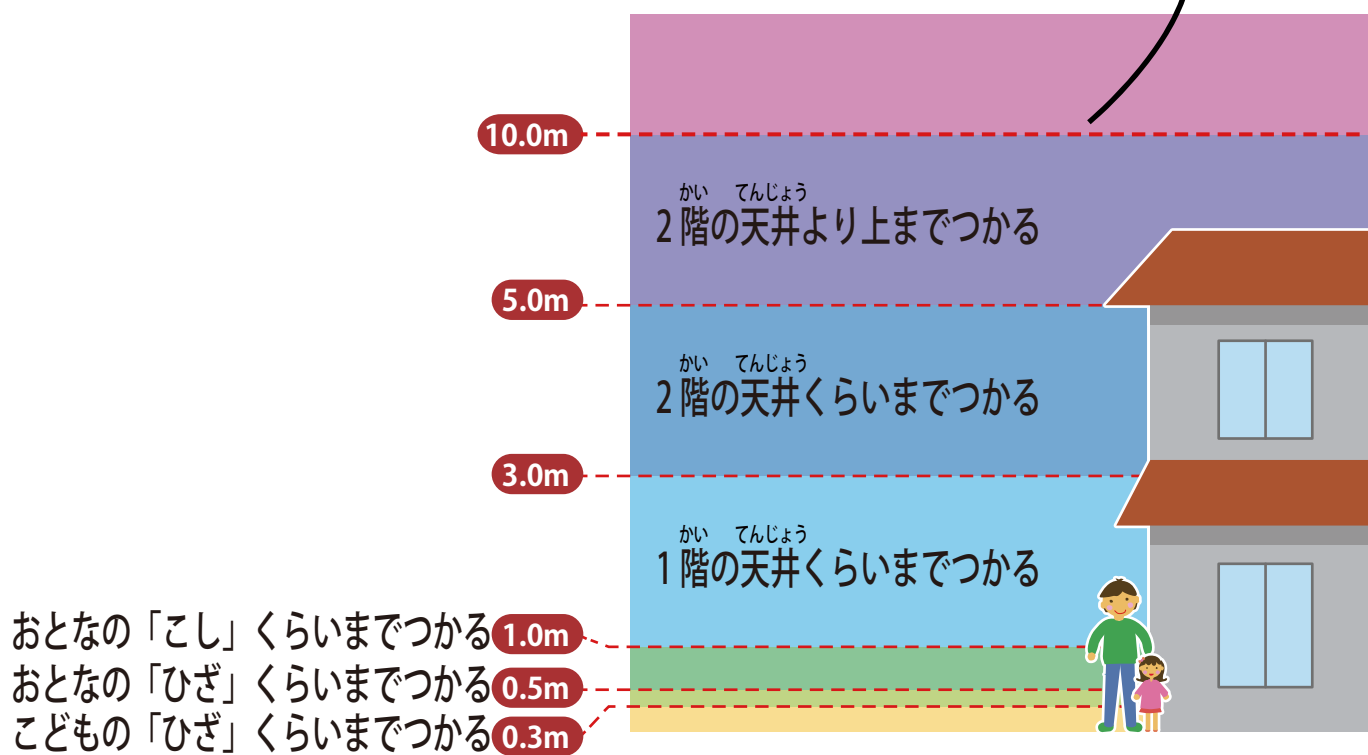 10.0m
かい てんじょう
2階の天井より上までつかる
5.0m
かい てんじょう
2階の天井くらいまでつかる
3.0m
かい てんじょう
1階の天井くらいまでつかる
おとなの「こし」くらいまでつかる 1.0m
おとなの「ひざ」くらいまでつかる 0.5m
こどもの「ひざ」くらいまでつかる 0.3m